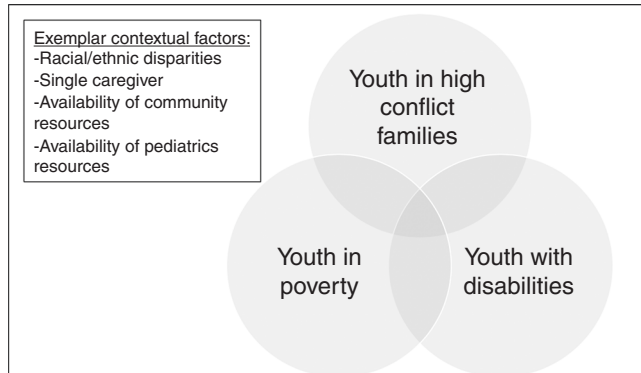 Exemplar contextual factors:
-Racial/ethnic disparities
-Single caregiver
-Availability of community
resources
-Availability of pediatrics
resources
Youth in high
conflict
families
Youth in
poverty
Youth with
disabilities